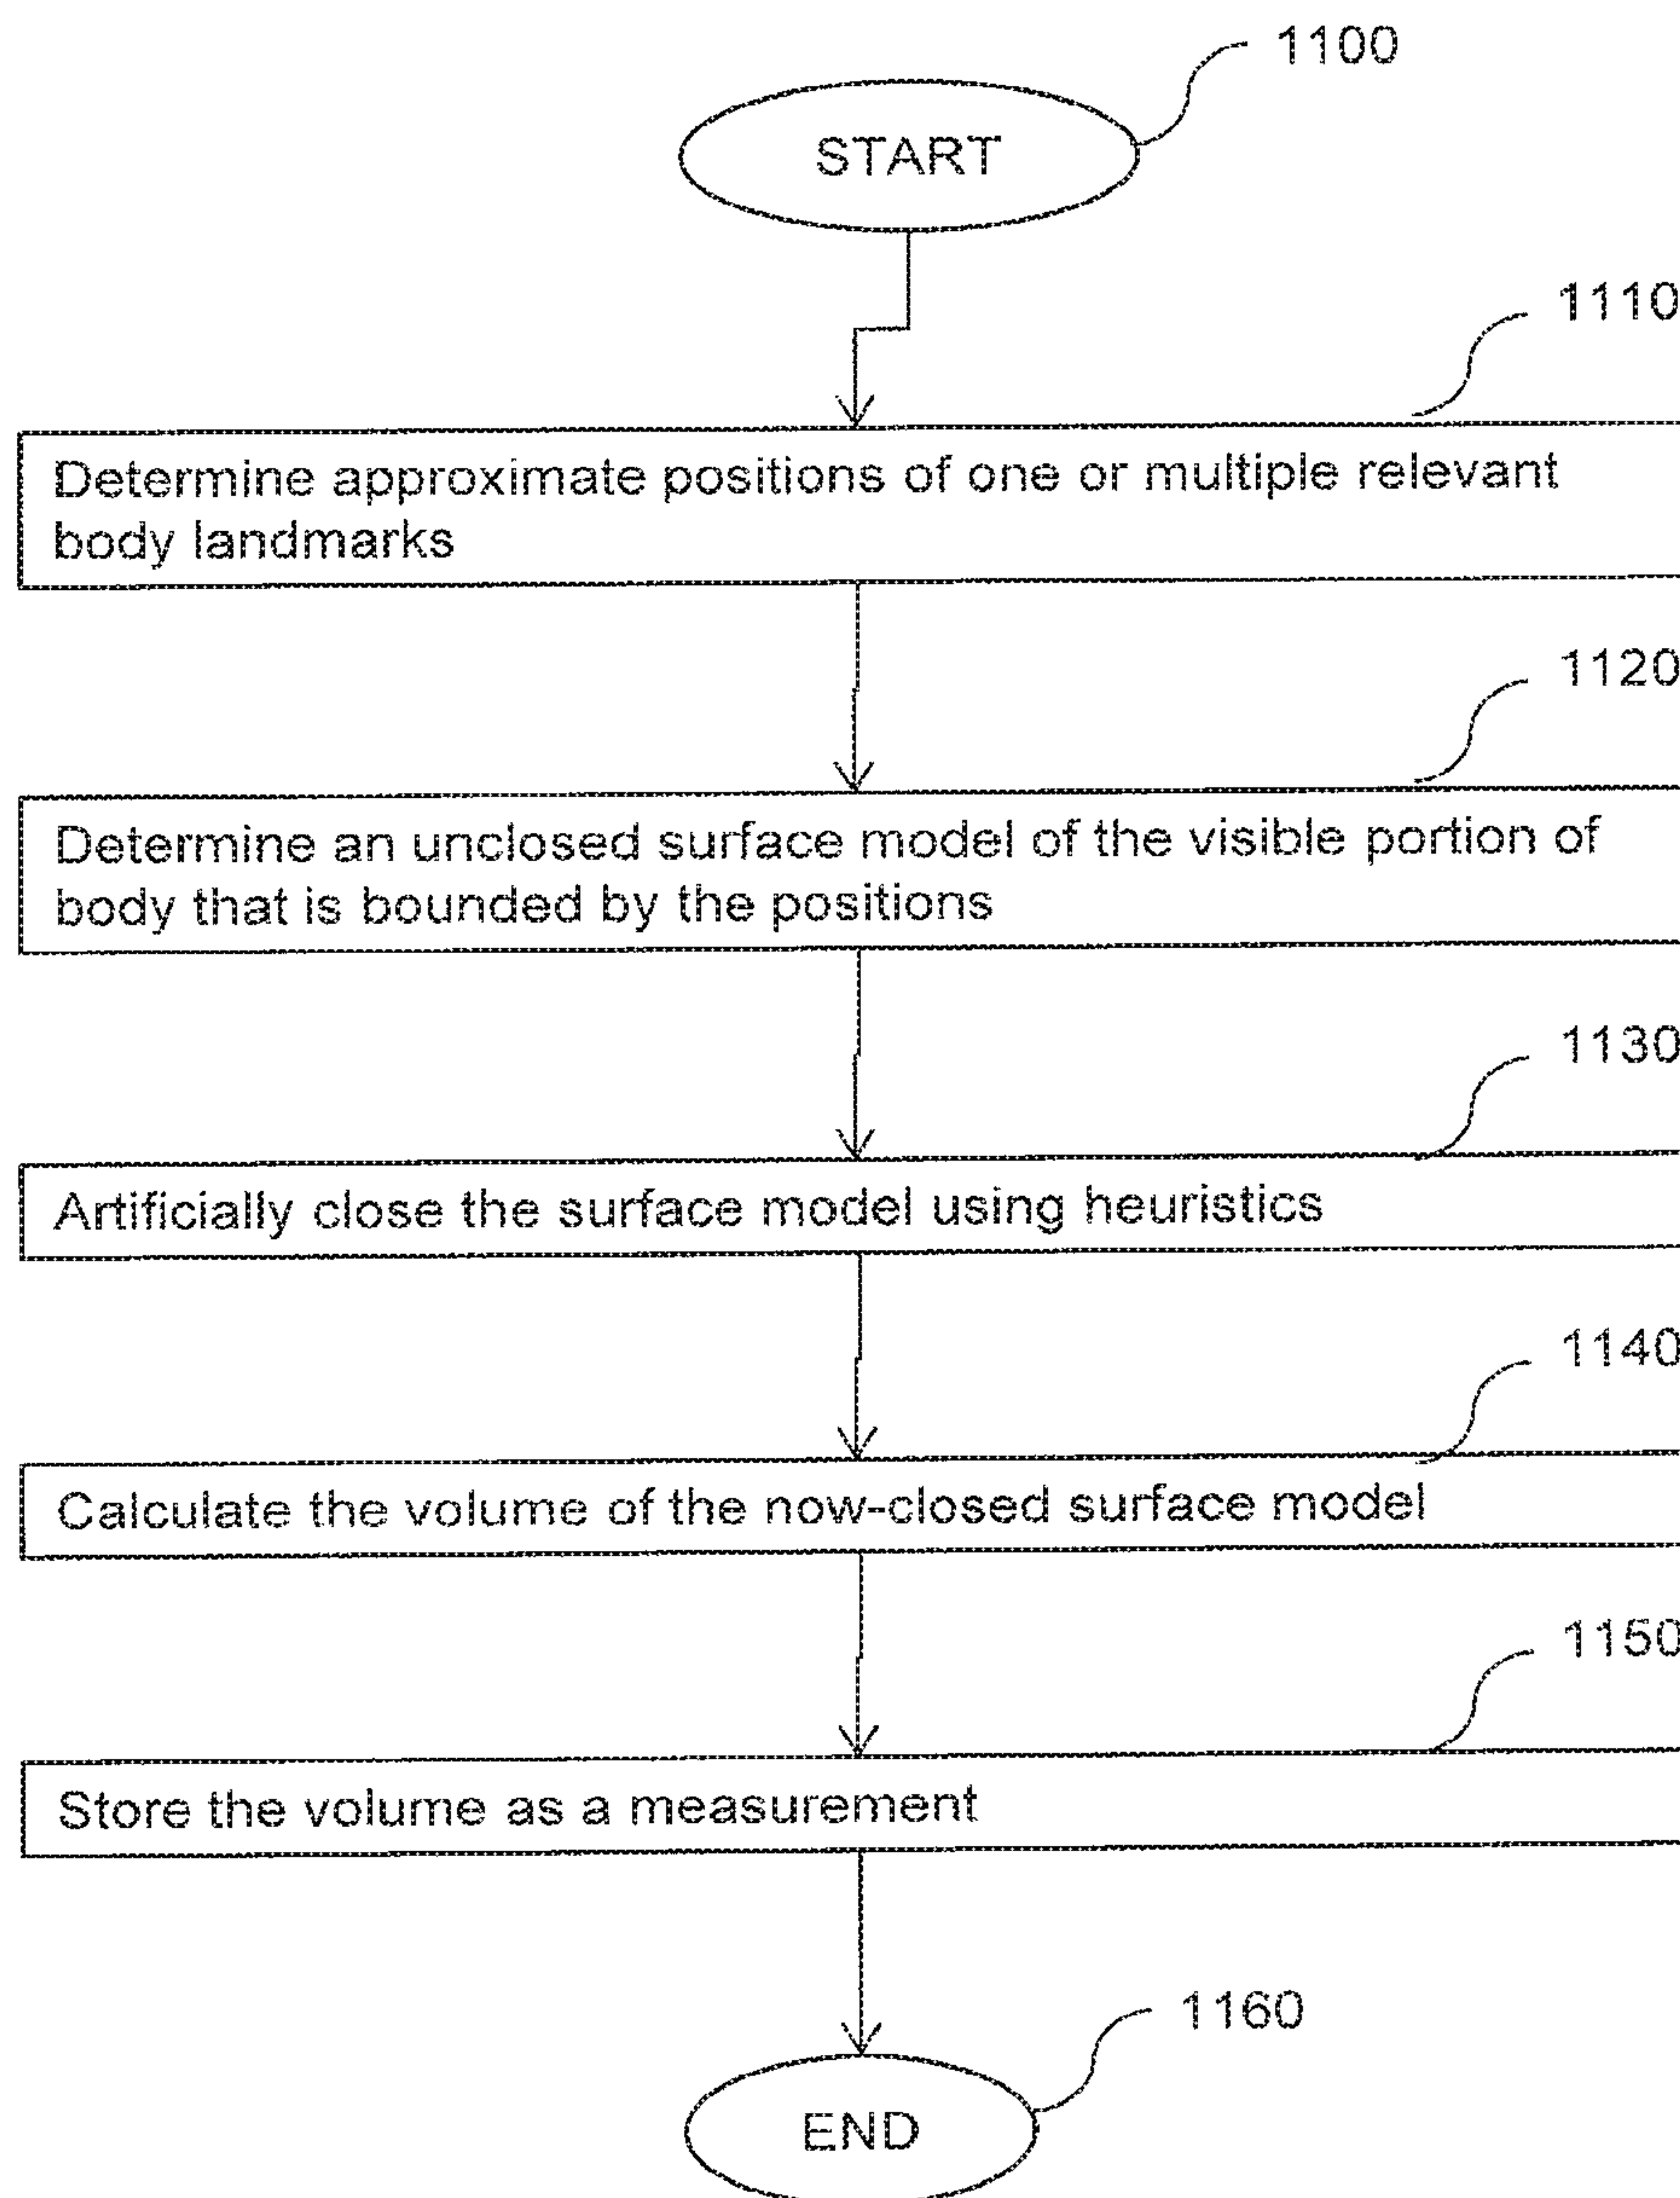 1100
START
1110
Determine approximate positions of one or multiple relevant
body landmarks
1120
Determine an unclosed surface model of the visible portion of
body that is bounded by the positions
1130
Artificially close the surface model using heuristics
1140
Calculate the volume of the now-closed surface model
1150
Store the volume as a measurement
1160
END